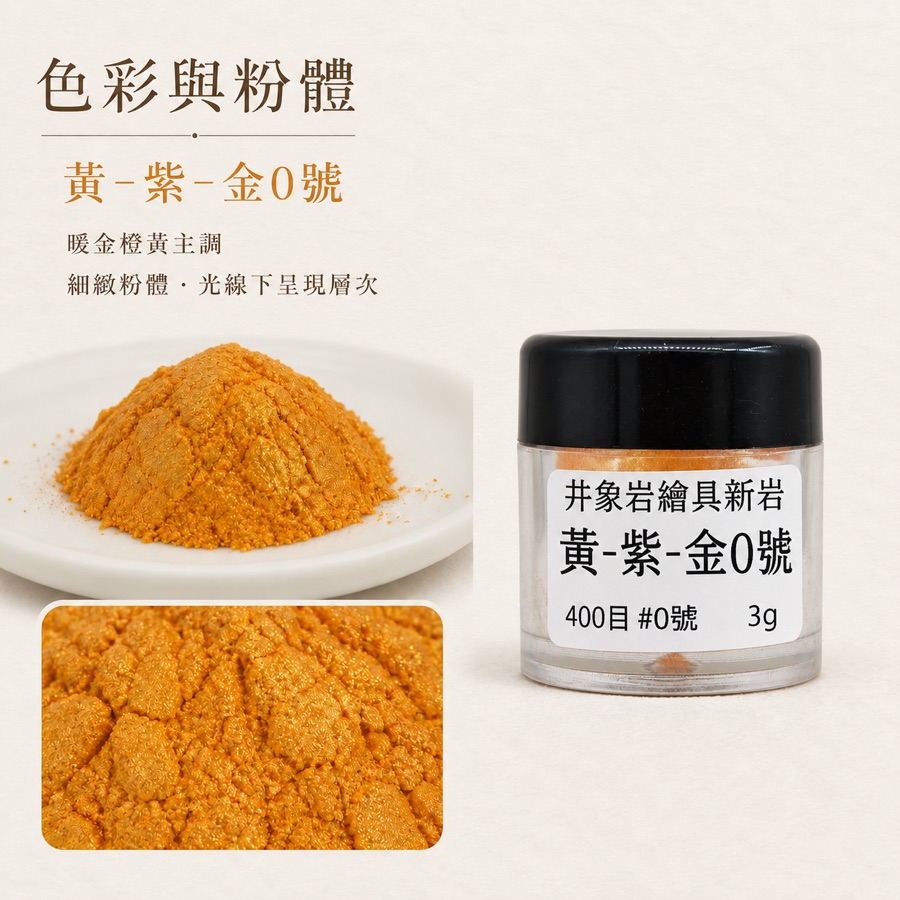 色彩與粉體
黃-紫-金0號
暖金橙黃主調
細緻粉體・光線下呈現層次
井象岩繪具新岩
黃-紫-金0號
400目 #0號 3g